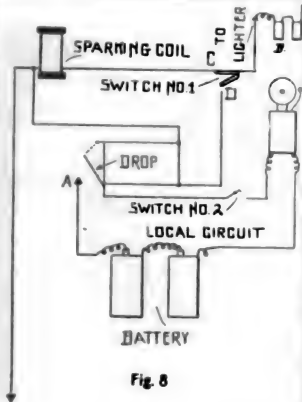 SPARKING COIL
C
TO
LIGHTER
SWITCH NO.1
D
B
DROP
A
SWITCH NO.2
LOCAL CIRCUIT
BATTERY
Fig. 8